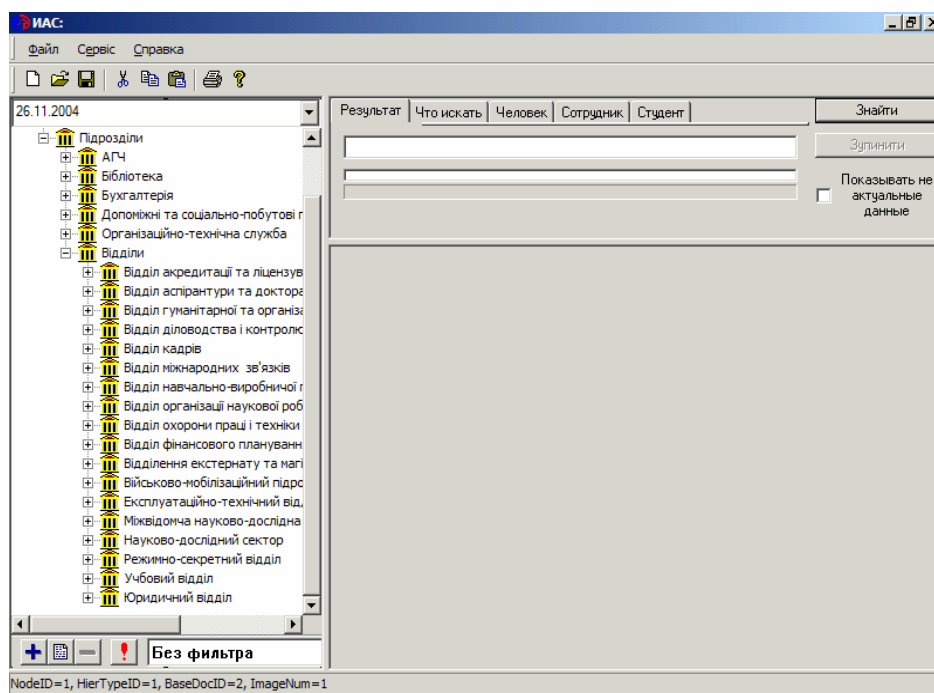 ИАС:
Файл Сервіс Справка
26.11.2004
Підрозділи
АГЧ
Бібліотека
Бухгалтерія
Допоміжні та соціально-побутові г
Організаційно-технічна служба
Відділи
Відділ акредитації та ліцензув
Відділ аспірантури та доктора
Відділ гуманітарної та організа
Відділ діловодства і контролю
Відділ кадрів
Відділ міжнародних зв'язків
Відділ навчально-виробничої г
Відділ організації наукової роб
Відділ охорони праці і техніки
Відділ фінансового плануванн
Відділення екстернату та магі
Військово-мобілізаційний підро
Експлуатаційно-технічний від
Міжвідомча науково-дослідна
Науково-дослідний сектор
Режимно-секретний відділ
Учбовий відділ
Юридичний відділ
Без фильтра
Результат Что искать Человек Сотрудник Студент
Знайти
Зупинити
Показывать не
актуальные
данные
NodeID=1, HierTypeID=1, BaseDocID=2, ImageNum=1